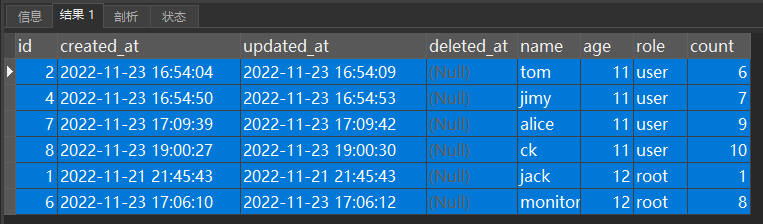 信息 结果 1 剖析 状态
id created_at updated_at deleted_at name age role count
2 2022-11-23 16:54:04 2022-11-23 16:54:09 (Null) tom 11 user 6
4 2022-11-23 16:54:50 2022-11-23 16:54:53 (Null) jimy 11 user 7
7 2022-11-23 17:09:39 2022-11-23 17:09:42 (Null) alice 11 user 9
8 2022-11-23 19:00:27 2022-11-23 19:00:30 (Null) ck 11 user 10
1 2022-11-21 21:45:43 2022-11-21 21:45:43 (Null) jack 12 root 1
6 2022-11-23 17:06:10 2022-11-23 17:06:12 (Null) monitor 12 root 8